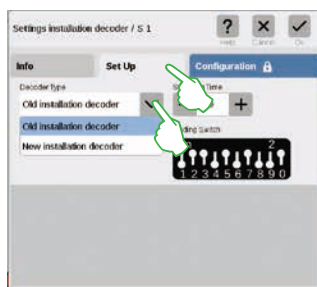 Settings installation decoder / S 1
Help Cancel Ok
Info Set Up Configuration
Decoder Type Time
Old installation decoder +
Old installation decoder
New installation decoder
Switch
2
1 2 3 4 5 6 7 8 9 0